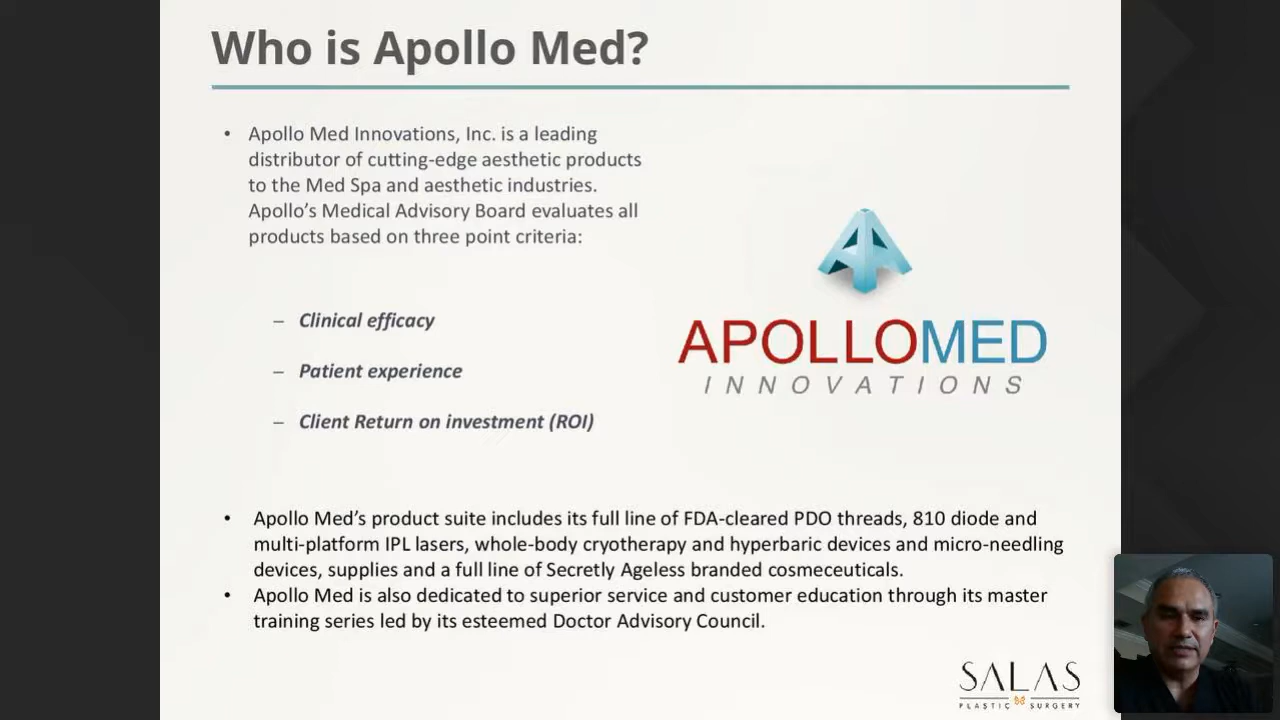 Who is Apollo Med?
• Apollo Med Innovations, Inc. is a leading
distributor of cutting-edge aesthetic products
to the Med Spa and aesthetic industries.
Apollo’s Medical Advisory Board evaluates all
products based on three point criteria:
– Clinical efficacy
– Patient experience
– Client Return on investment (ROI)
APOLLOMED
INNOVATIONS
• Apollo Med’s product suite includes its full line of FDA-cleared PDO threads, 810 diode and
multi-platform IPL lasers, whole-body cryotherapy and hyperbaric devices and micro-needling
devices, supplies and a full line of Secretly Ageless branded cosmeceuticals.
• Apollo Med is also dedicated to superior service and customer education through its master
training series led by its esteemed Doctor Advisory Council.
SALAS
PLASTIC SURGERY